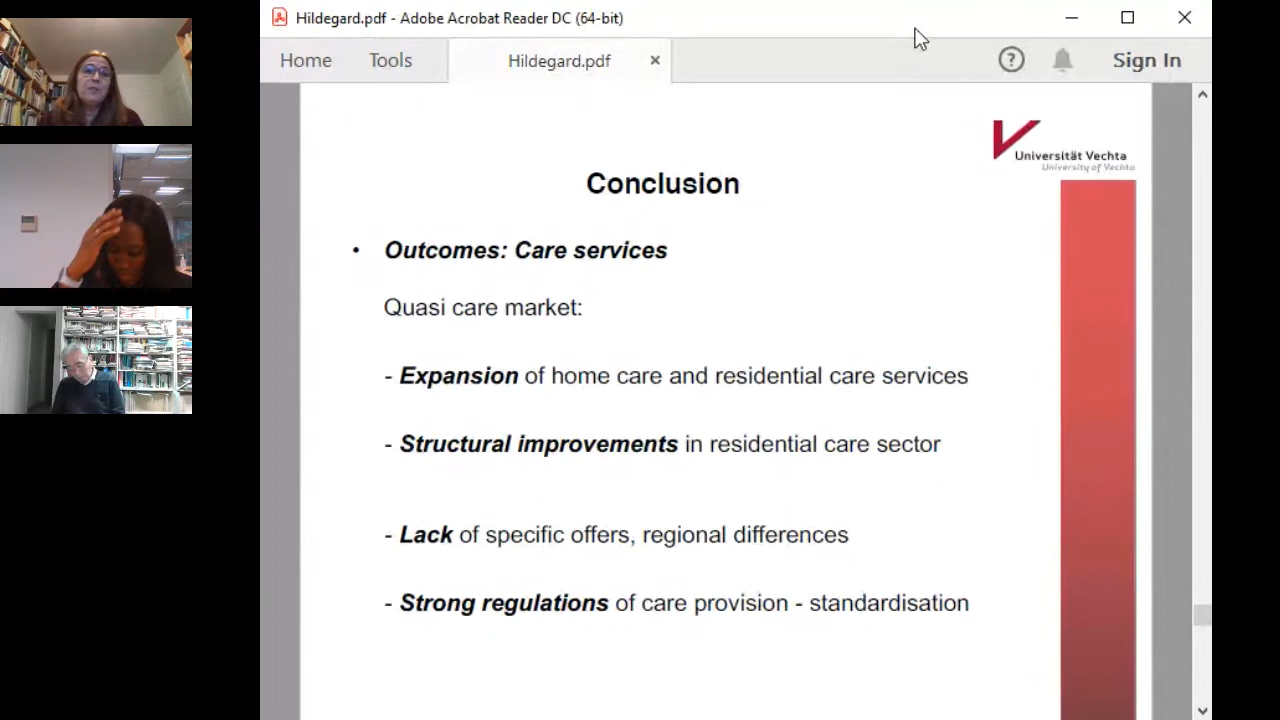 Hildegard.pdf - Adobe Acrobat Reader DC (64-bit)
Home Tools Hildegard.pdf × ? Sign In
Universität Vechta
University of Vechta
Conclusion
• Outcomes: Care services
Quasi care market:
- Expansion of home care and residential care services
- Structural improvements in residential care sector
- Lack of specific offers, regional differences
- Strong regulations of care provision - standardisation